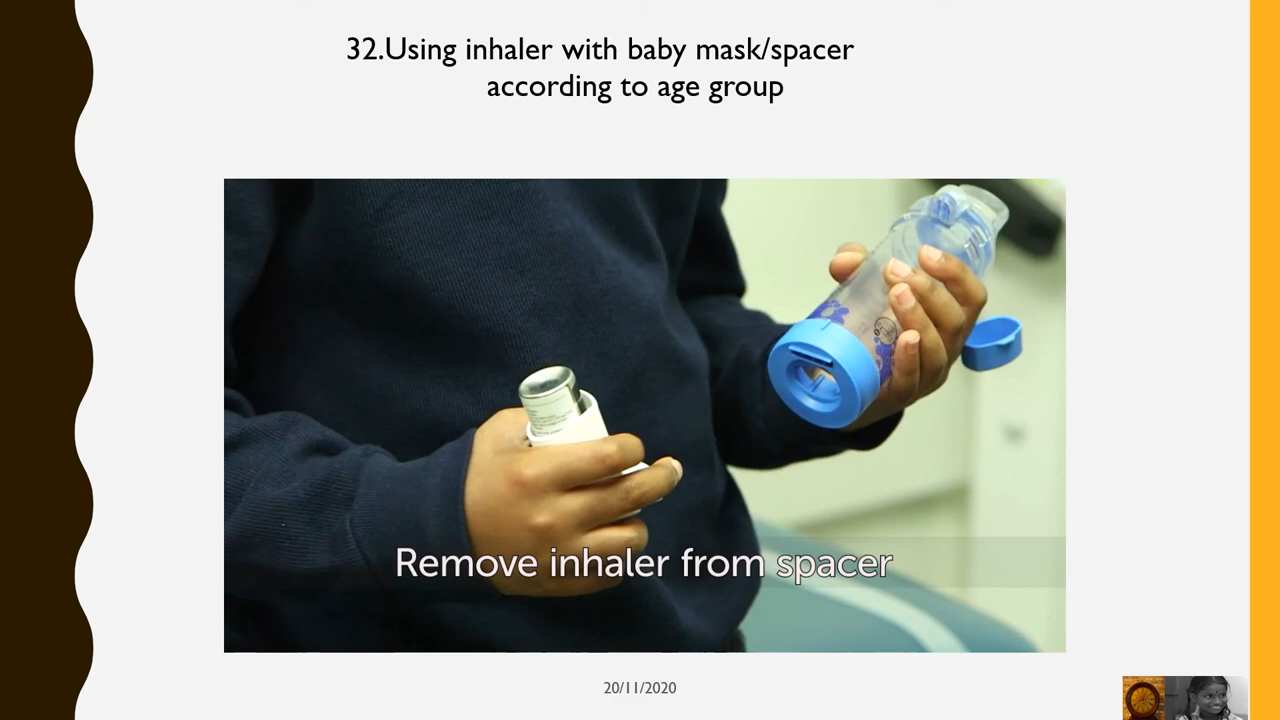 32.Using inhaler with baby mask/spacer
according to age group
Remove inhaler from spacer
20/11/2020